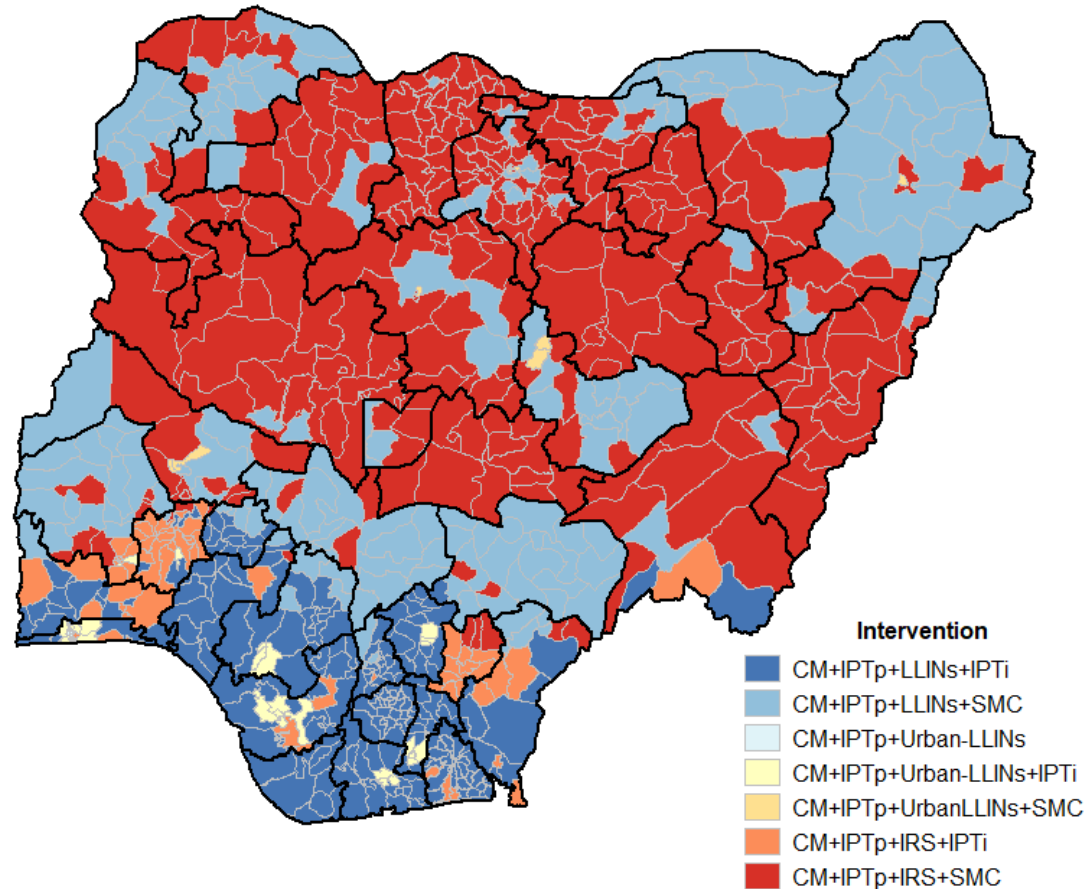 Intervention
CM+IPTp+LLINs+IPTi
CM+IPTp+LLINs+SMC
CM+IPTp+Urban-LLINs
CM+IPTp+Urban-LLINs+IPTi
CM+IPTp+UrbanLLINs+SMC
CM+IPTp+IRS+IPTi
CM+IPTp+IRS+SMC